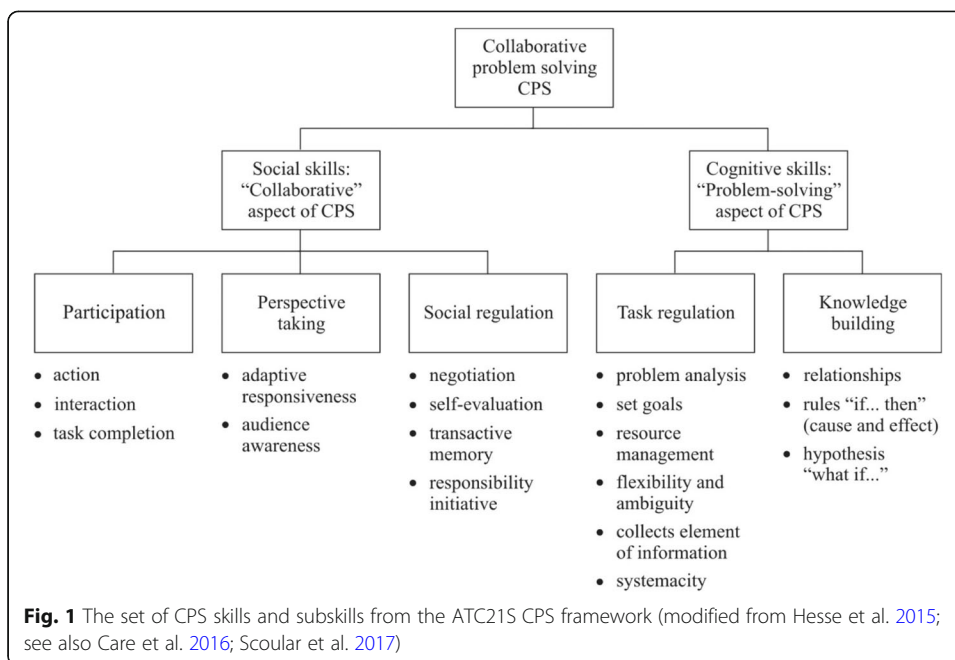 Collaborative
problem solving
CPS
Social skills:
“Collaborative”
aspect of CPS
Cognitive skills:
“Problem-solving”
aspect of CPS
Participation
• action
• interaction
• task completion
Perspective
taking
• adaptive
responsiveness
• audience
awareness
Social regulation
• negotiation
• self-evaluation
• transactive
memory
• responsibility
initiative
Task regulation
• problem analysis
• set goals
• resource
management
• flexibility and
ambiguity
• collects element
of information
• systemacity
Knowledge
building
• relationships
• rules “if... then”
(cause and effect)
• hypothesis
“what if...”
Fig. 1 The set of CPS skills and subskills from the ATC21S CPS framework (modified from Hesse et al. 2015;
see also Care et al. 2016; Scoular et al. 2017)